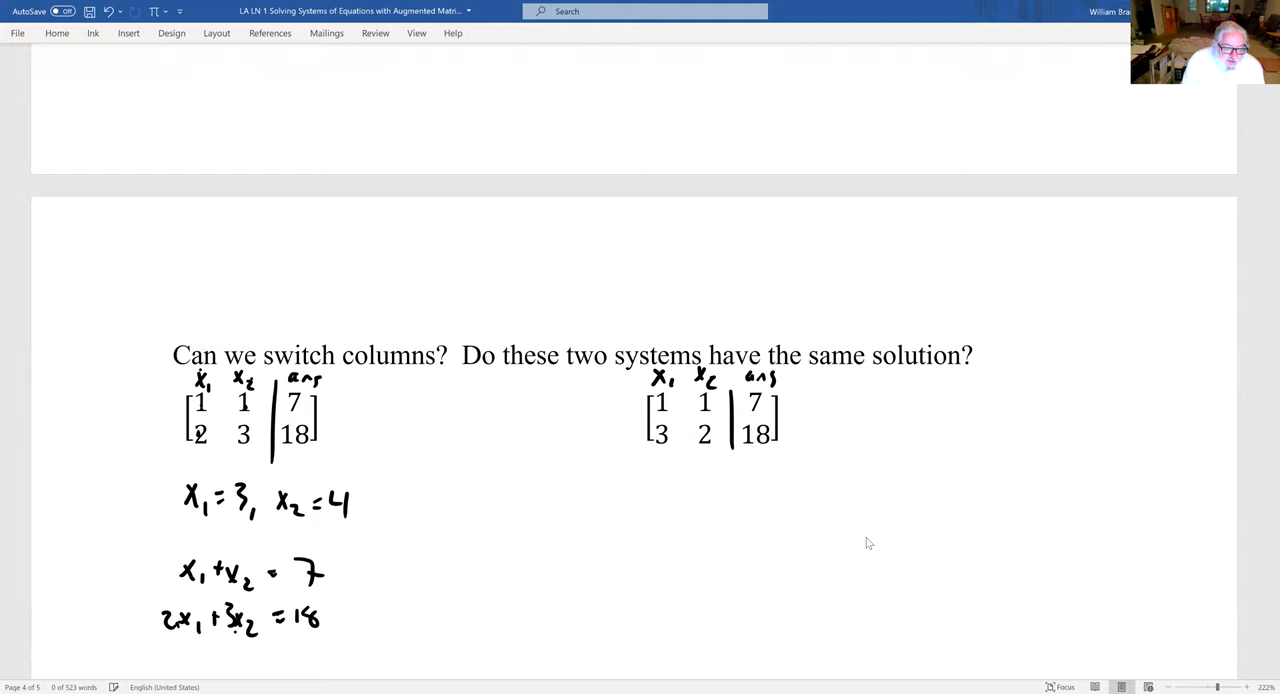 AutoSave Off LA LN 1 Solving Systems of Equations with Augmented Matri... Search William Bra
File Home Ink Insert Design Layout References Mailings Review View Help
Can we switch columns? Do these two systems have the same solution?
x₁ x₂ ans x₁ x₂ ans
1 1 7 1 1 7
2 3 18 3 2 18
x₁ = 3, x₂ = 4
x₁ + x₂ = 7
2x₁ + 3x₂ = 18
Page 4 of 5 0 of 523 words English (United States) Focus 222%